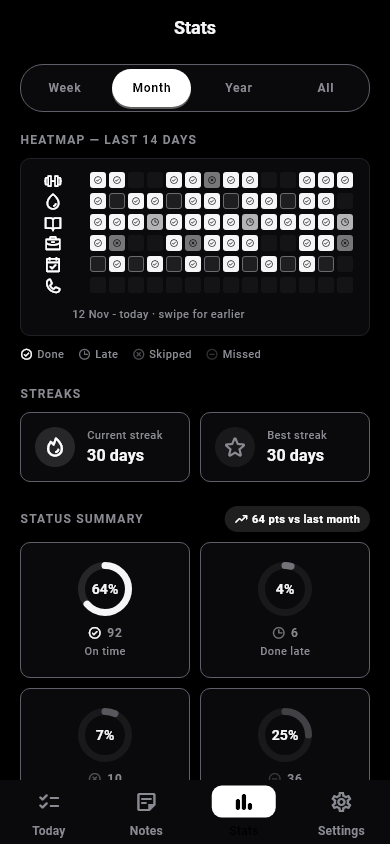 Stats
Week Month Year All
HEATMAP — LAST 14 DAYS
12 Nov - today · swipe for earlier
Done Late Skipped Missed
STREAKS
Current streak
30 days
Best streak
30 days
STATUS SUMMARY
64 pts vs last month
64%
92
On time
4%
6
Done late
7%
10
25%
36
Today Notes Stats Settings